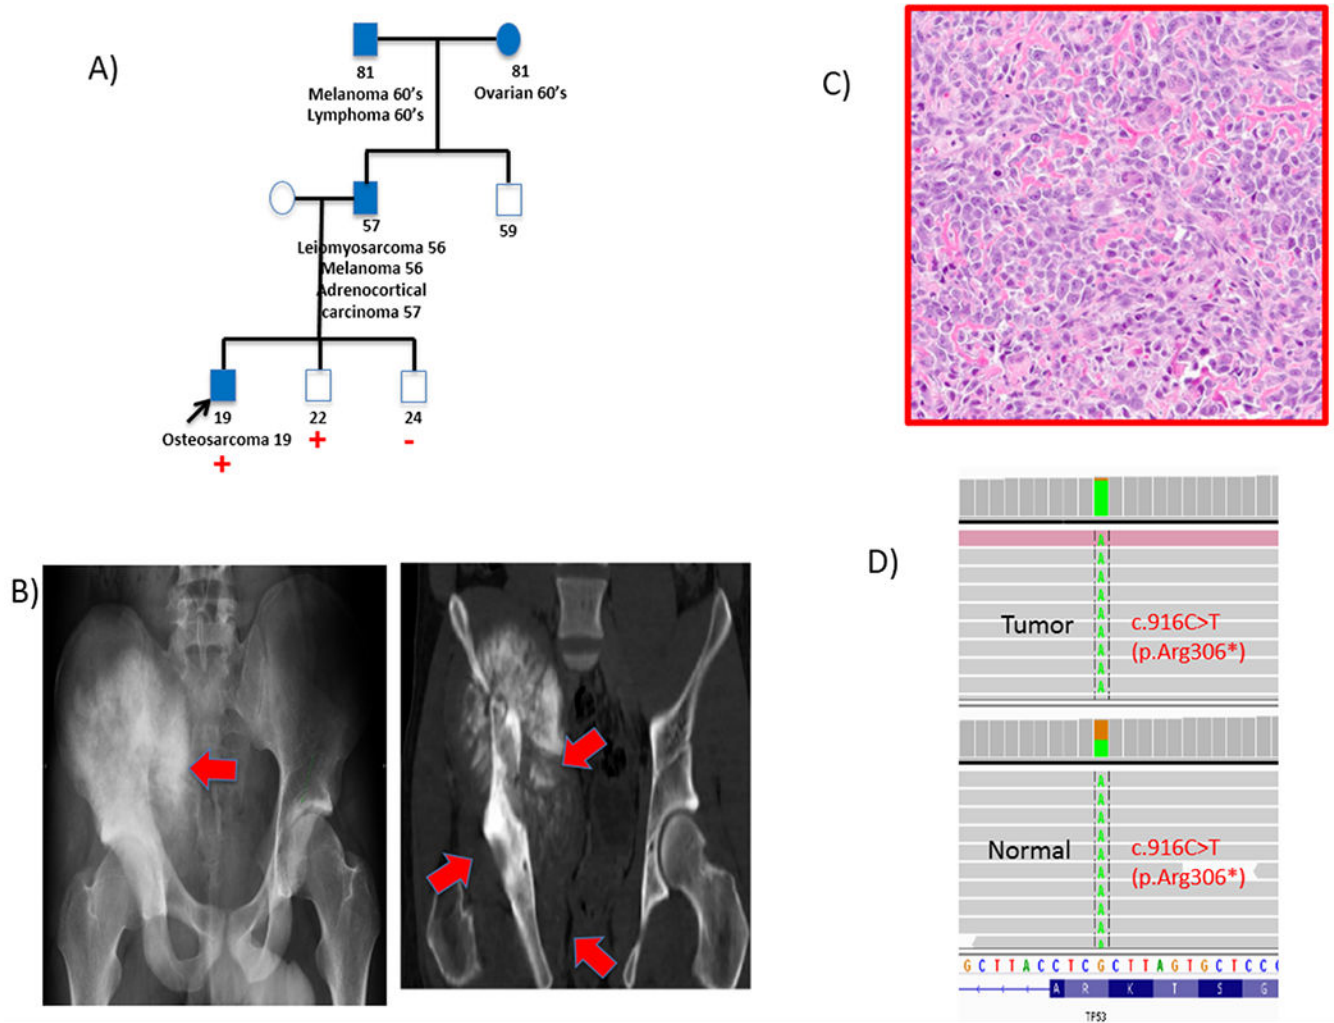 A)
81
Melanoma 60's
Lymphoma 60's
81
Ovarian 60's
57
Leiomyosarcoma 56
Melanoma 56
Adrenocortical
carcinoma 57
59
19
Osteosarcoma 19
+
22
+
24
-
B)
C)
D)
A
A
A
A
A
A
A
A
A
Tumor
c.916C>T
(p.Arg306*)
A
A
A
A
A
A
A
A
A
A
Normal
c.916C>T
(p.Arg306*)
G C T T A C C T C G C T T A G T G C T C C C
A R K T S G
TP53